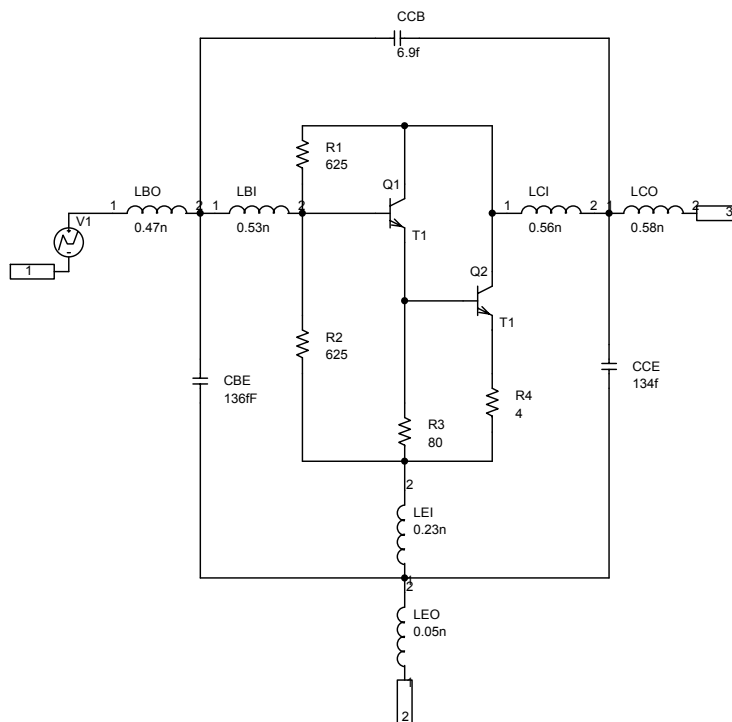 CCB
6.9f
R1
625
Q1
T1
LBO
1 2
0.47n
LBI
1 2
0.53n
LCI
1 2
0.56n
LCO
1 2
0.58n
3
V1
1
Q2
T1
R2
625
CBE
136fF
CCE
134f
R4
4
R3
80
2
LEI
0.23n
1
2
LEO
0.05n
1
2